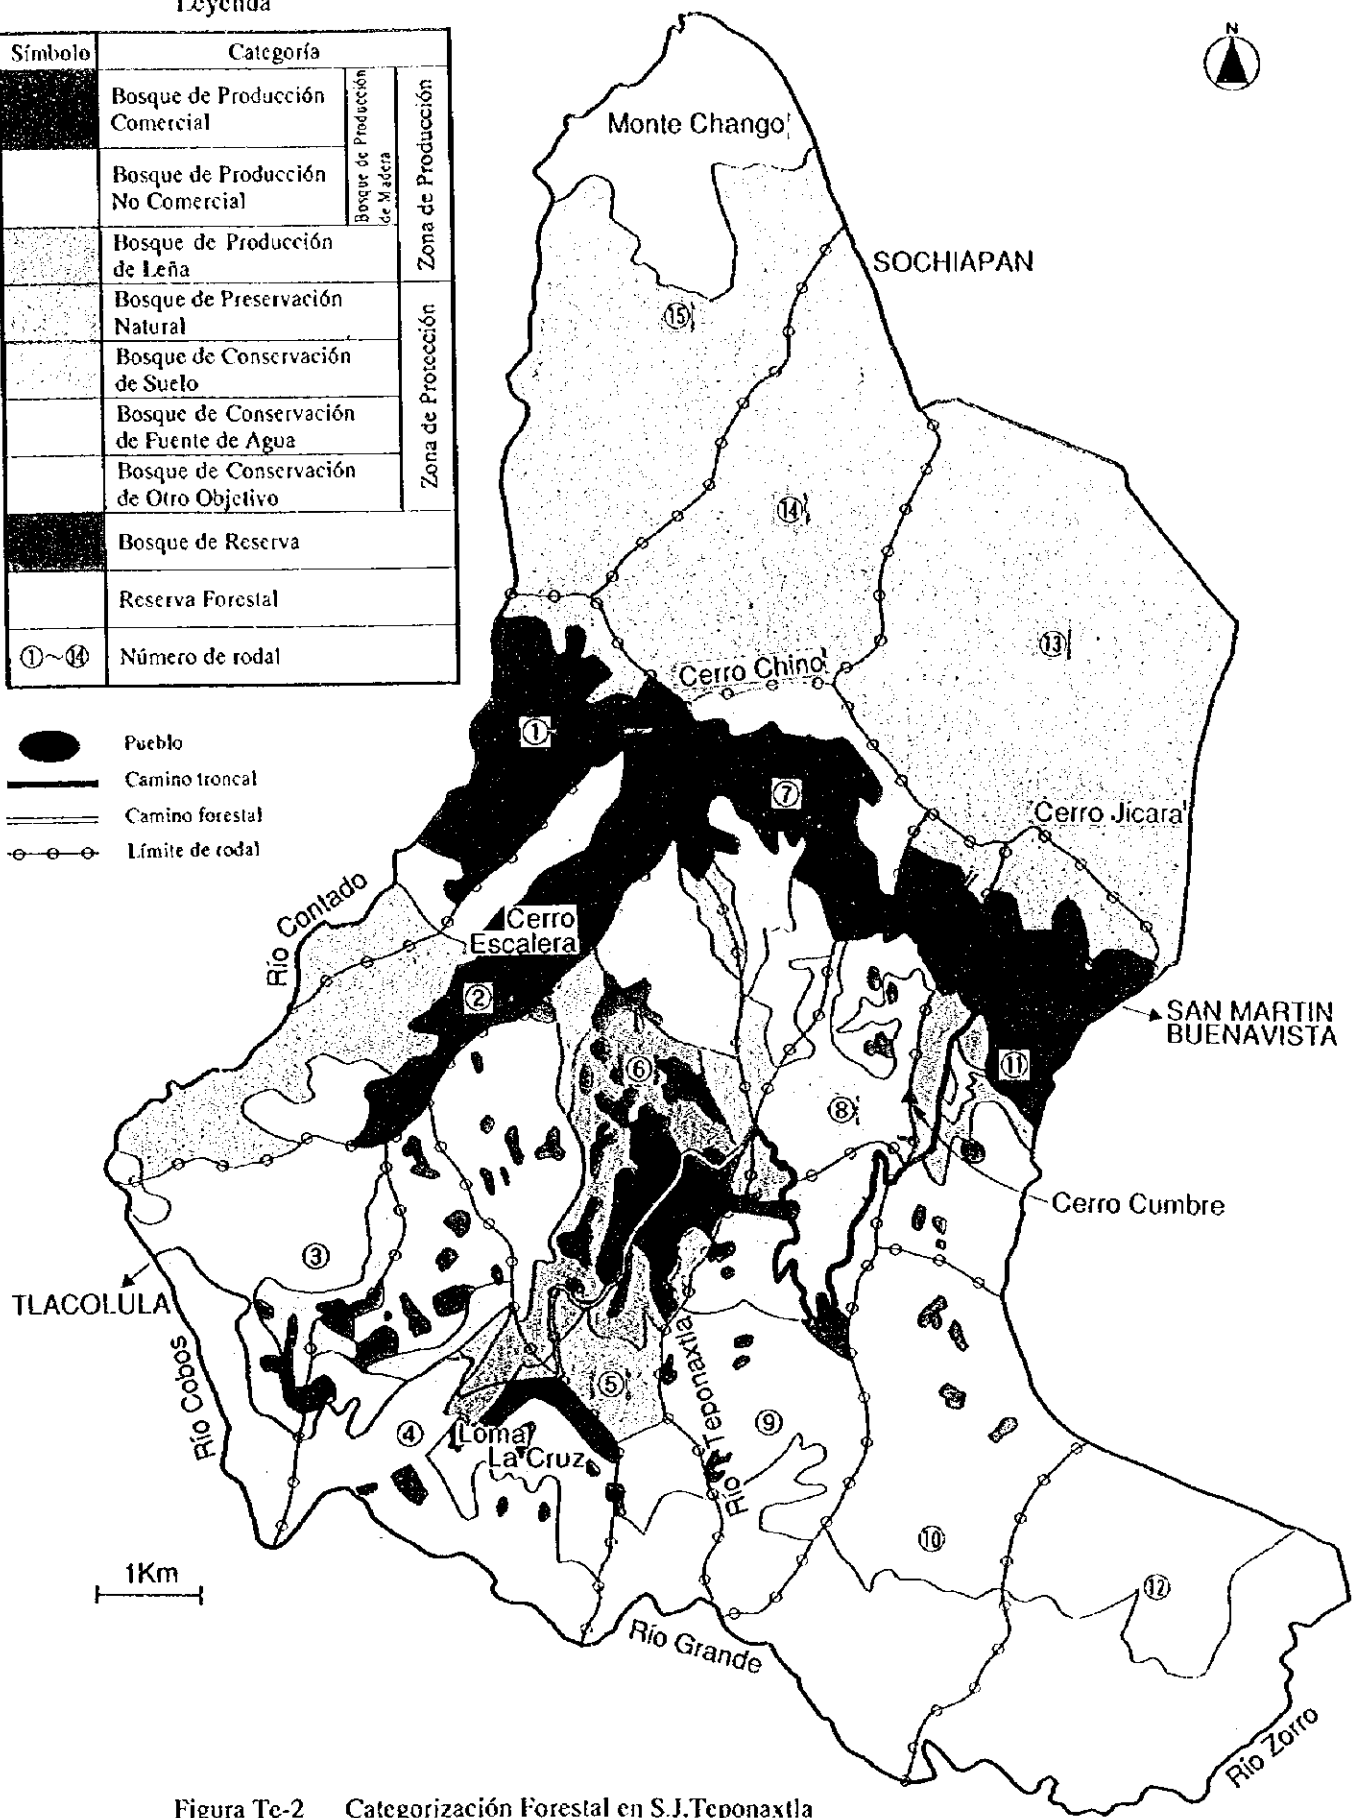 Leyenda
Símbolo Categoría
Bosque de Producción
Comercial
Bosque de Producción
No Comercial
Bosque de Producción
de Madera
Bosque de Producción
de Leña
Zona de Producción
Bosque de Preservación
Natural
Bosque de Conservación
de Suelo
Bosque de Conservación
de Fuente de Agua
Bosque de Conservación
de Otro Objetivo
Zona de Protección
Bosque de Reserva
Reserva Forestal
①~⑭ Número de rodal
Pueblo
Camino troncal
Camino forestal
Límite de rodal
N
Monte Chango
SOCHIAPAN
⑮
⑭
⑬
Cerro Chino
①
⑦
Cerro Jicara
Río Contado
Cerro
Escalera
②
SAN MARTIN
BUENAVISTA
⑥
⑪
⑧
Cerro Cumbre
③
TLACOLULA
Río Cobos
⑤
Río Teponaxtla
④
Loma
La Cruz
⑨
⑩
⑫
1Km
Río Grande
Río Zorro
Figura Te-2 Categorización Forestal en S.J.Teponaxtla